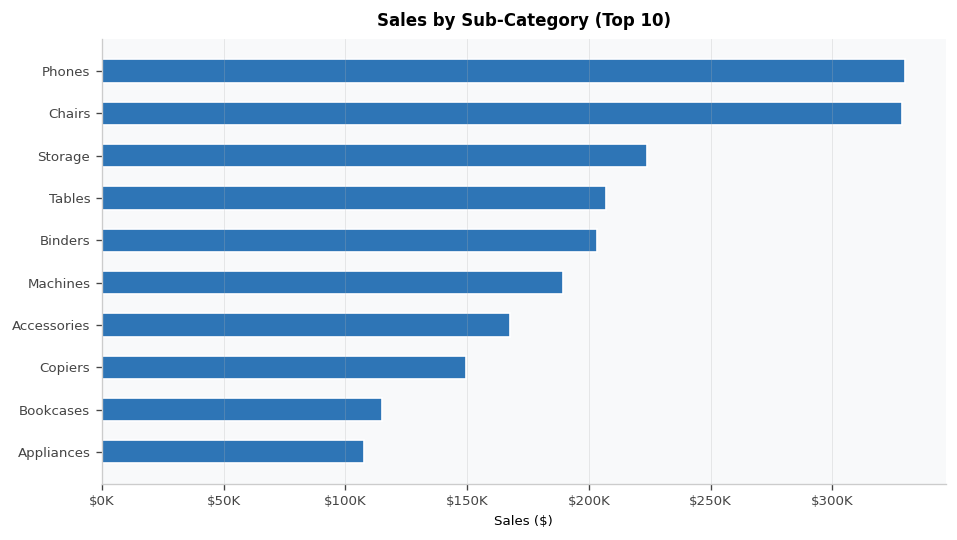 Sales by Sub-Category (Top 10)
Phones
Chairs
Storage
Tables
Binders
Machines
Accessories
Copiers
Bookcases
Appliances
$0K $50K $100K $150K $200K $250K $300K
Sales ($)